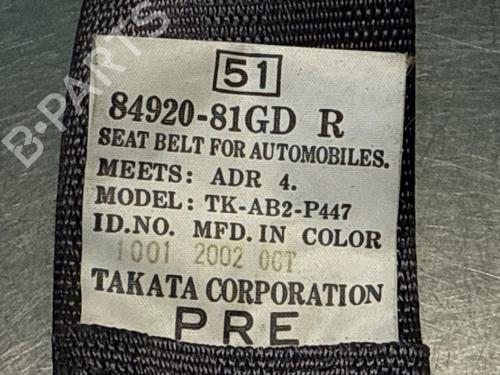 51
84920-81GD R
SEAT BELT FOR AUTOMOBILES.
MEETS: ADR 4.
MODEL: TK-AB2-P447
ID.NO. MFD.IN COLOR
1001 2002 OCT.
TAKATA CORPORATION
PRE
B-PARTS